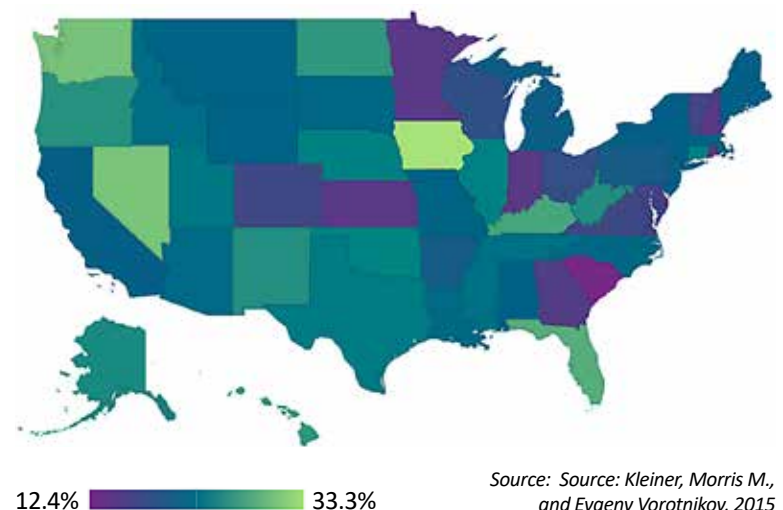 12.4%
33.3%
Source: Source: Kleiner, Morris M.,
and Evgeny Vorotnikov, 2015